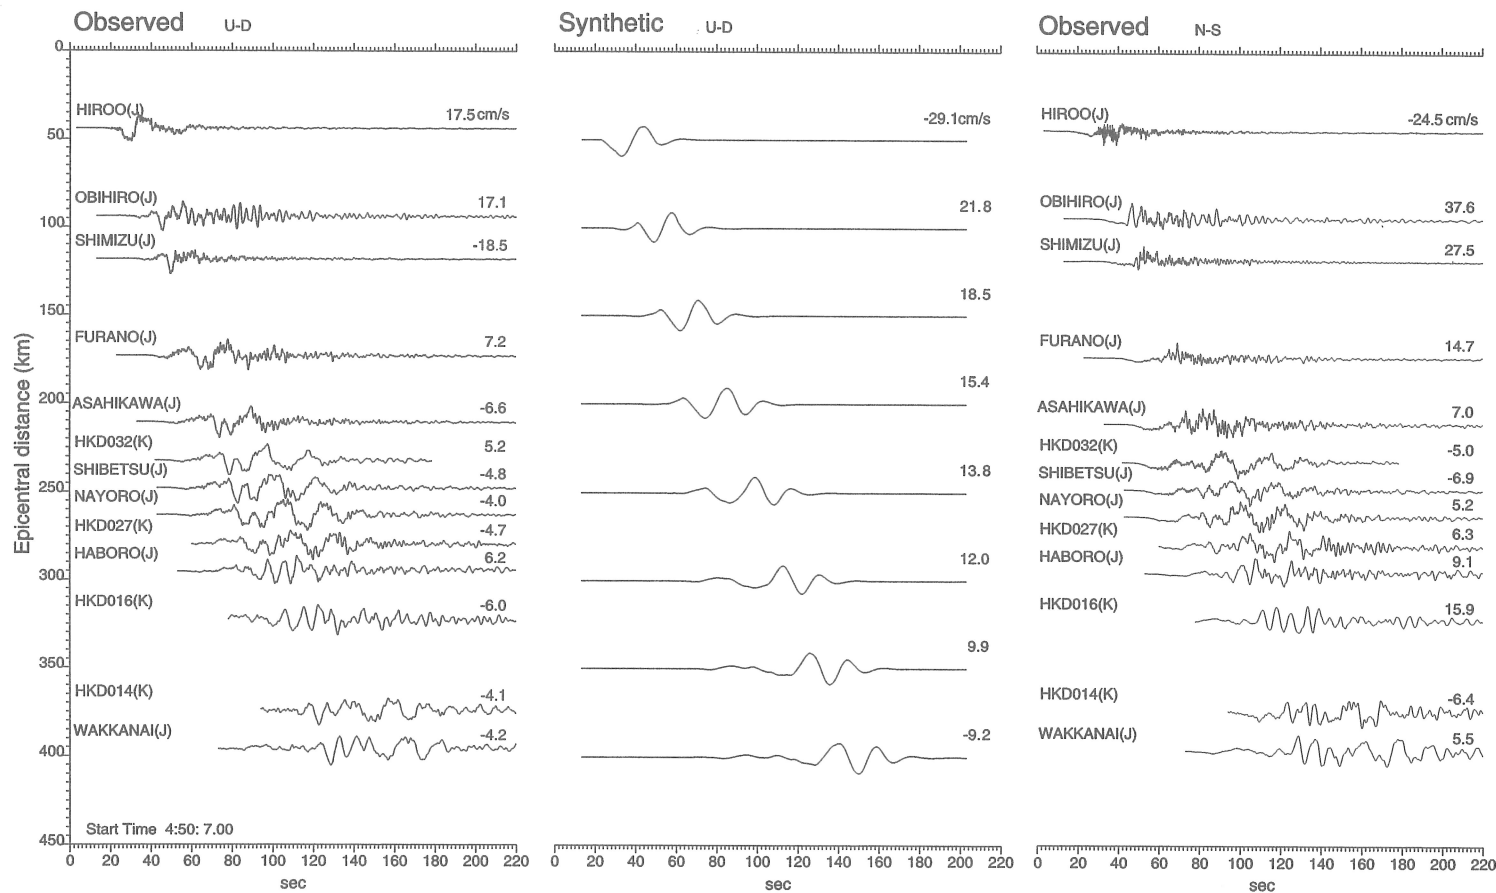 Observed U-D
Synthetic U-D
Observed N-S
Epicentral distance (km)
0
50
100
150
200
250
300
350
400
450
HIROO(J) 17.5cm/s
OBIHIRO(J) 17.1
SHIMIZU(J) -18.5
FURANO(J) 7.2
ASAHIKAWA(J) -6.6
HKD032(K) 5.2
SHIBETSU(J) -4.8
NAYORO(J) -4.0
HKD027(K) -4.7
HABORO(J) 6.2
HKD016(K) -6.0
HKD014(K) -4.1
WAKKANAI(J) -4.2
Start Time 4:50: 7.00
0 20 40 60 80 100 120 140 160 180 200 220
sec
-29.1cm/s
21.8
18.5
15.4
13.8
12.0
9.9
-9.2
0 20 40 60 80 100 120 140 160 180 200 220
sec
HIROO(J) -24.5cm/s
OBIHIRO(J) 37.6
SHIMIZU(J) 27.5
FURANO(J) 14.7
ASAHIKAWA(J) 7.0
HKD032(K) -5.0
SHIBETSU(J) -6.9
NAYORO(J) 5.2
HKD027(K) 6.3
HABORO(J) 9.1
HKD016(K) 15.9
HKD014(K) -6.4
WAKKANAI(J) 5.5
0 20 40 60 80 100 120 140 160 180 200 220
sec